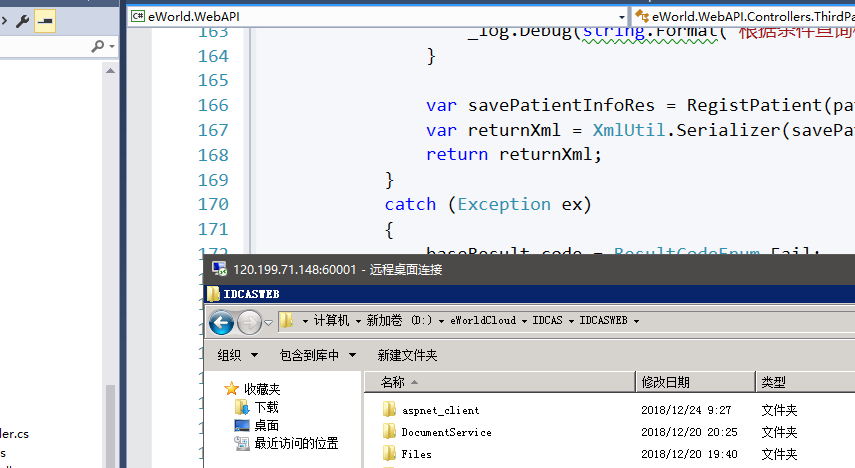 eWorld.WebAPI
eWorld.WebAPI.Controllers.ThirdPa
163
_log.Debug(string.Format("根据条件查询
164
}
165
166
var savePatientInfoRes = RegistPatient(pa
167
var returnXml = XmlUtil.Serializer(savePa
168
return returnXml;
169
}
170
catch (Exception ex)
171
{
172
baseResult.code = ResultCodeEnum.Fail;
120.199.71.148:60001 - 远程桌面连接
IDCASWEB
计算机
新加卷 (D:)
eWorldCloud
IDCAS
IDCASWEB
组织
包含到库中
新建文件夹
收藏夹
下载
桌面
最近访问的位置
名称
修改日期
类型
aspnet_client
2018/12/24 9:27
文件夹
DocumentService
2018/12/20 20:25
文件夹
Files
2018/12/20 19:40
文件夹
ler.cs
s